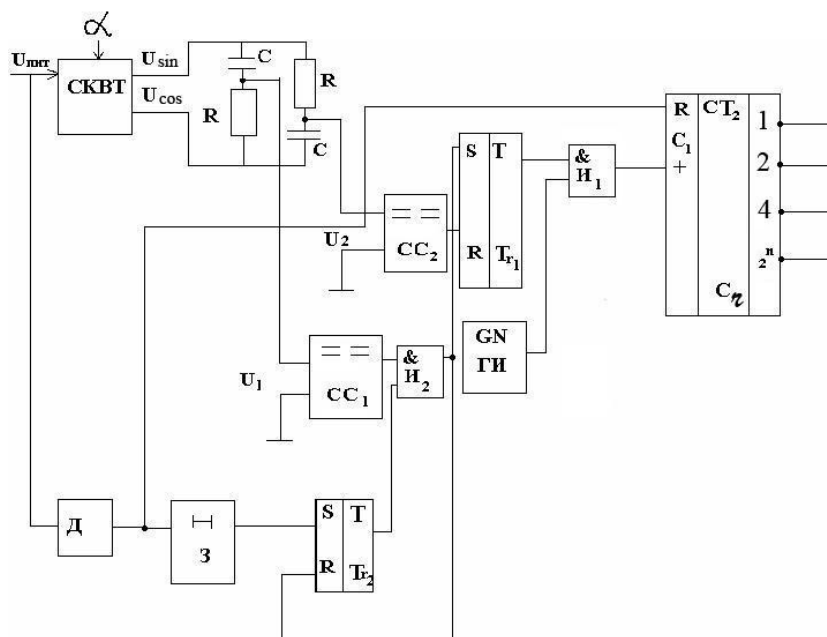 α
Uпит
СКВТ
Usin
Ucos
C
R
R
C
R
CT2
C1
+
1
2
4
2ⁿ
Cr
S
T
R
Tr1
&
И1
U2
= =
CC2
GN
ГИ
U1
= =
CC1
&
И2
Д
З
S
T
R
Tr2